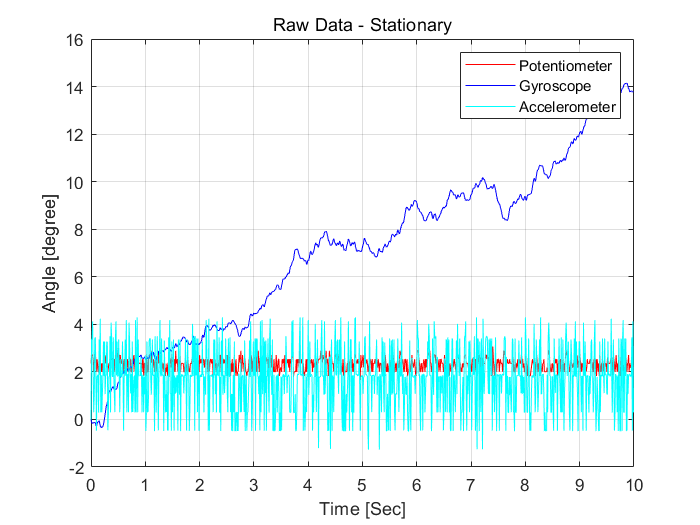 Raw Data - Stationary
16
14
12
10
8
6
4
2
0
-2
Angle [degree]
Potentiometer
Gyroscope
Accelerometer
0 1 2 3 4 5 6 7 8 9 10
Time [Sec]